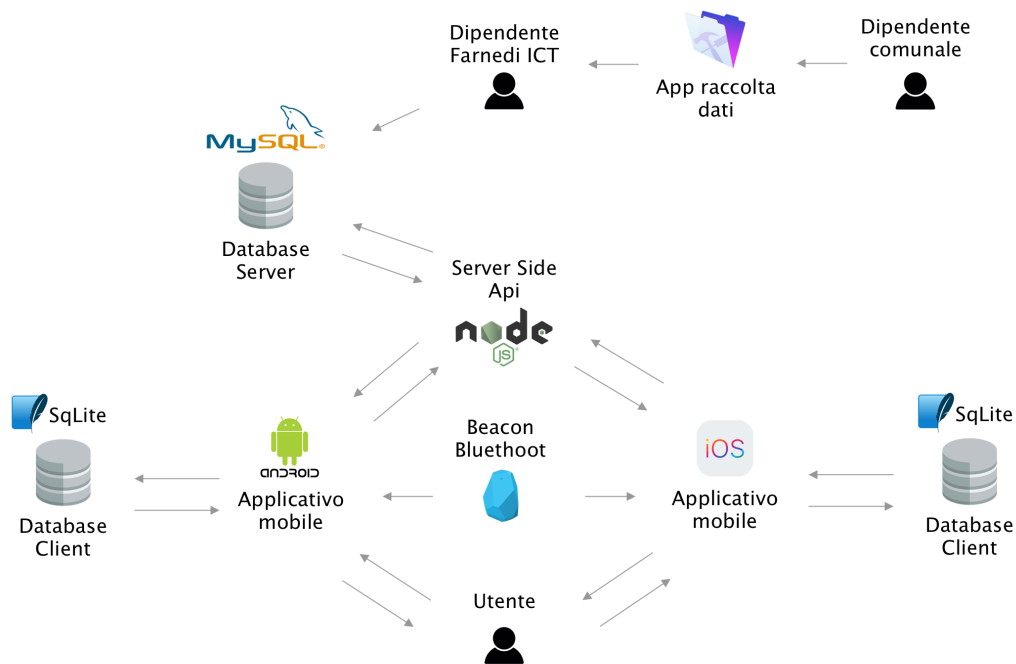 Dipendente
Farnedi ICT
App raccolta
dati
Dipendente
comunale
MySQL®
Database
Server
Server Side
Api
node
JS
SqLite
Database
Client
ANDROID
Applicativo
mobile
Beacon
Bluethoot
iOS
Applicativo
mobile
SqLite
Database
Client
Utente